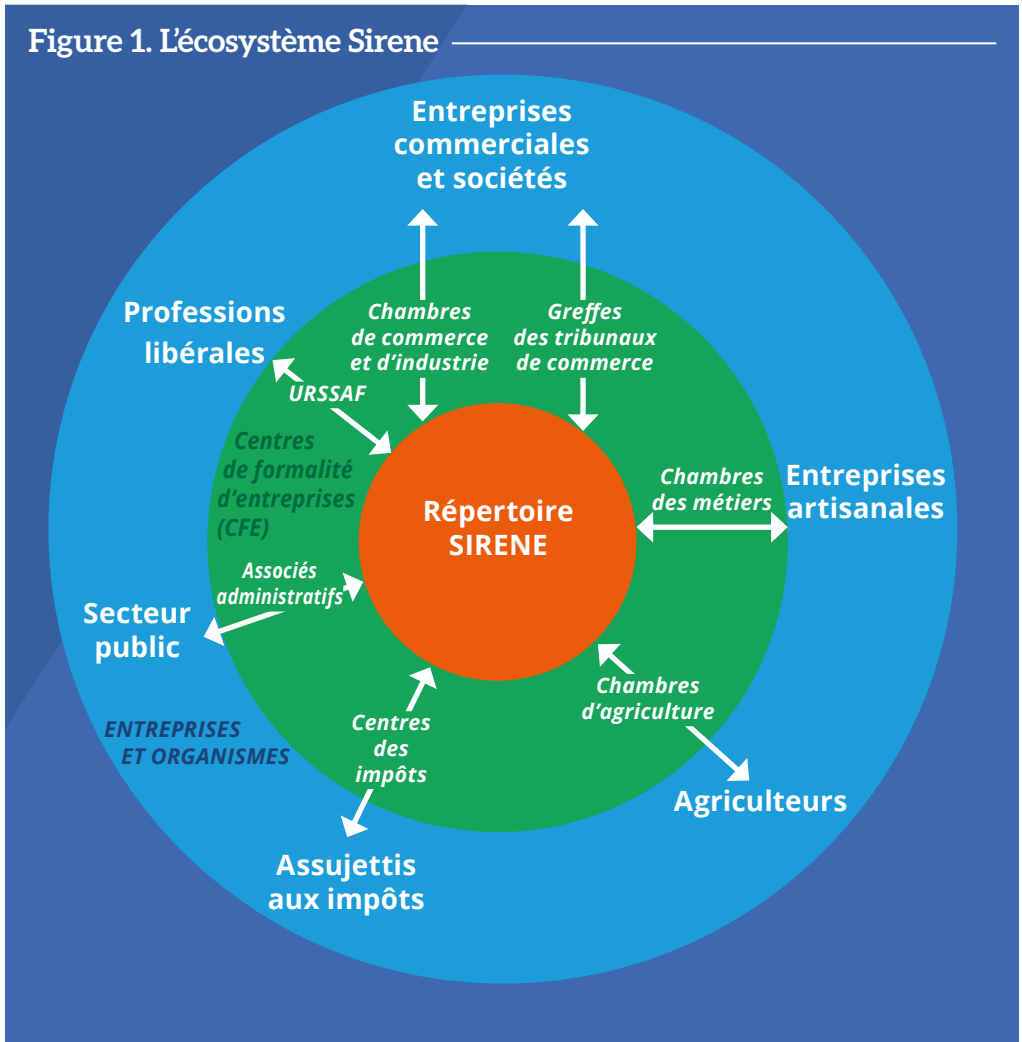 Figure 1. L’écosystème Sirene
Entreprises
commerciales
et sociétés
Professions
libérales
Chambres
de commerce
et d’industrie
Greffes
des tribunaux
de commerce
URSSAF
Centres
de formalité
d’entreprises
(CFE)
Répertoire
SIRENE
Chambres
des métiers
Entreprises
artisanales
Associés
administratifs
Secteur
public
Chambres
d’agriculture
Agriculteurs
ENTREPRISES
ET ORGANISMES
Centres
des
impôts
Assujettis
aux impôts